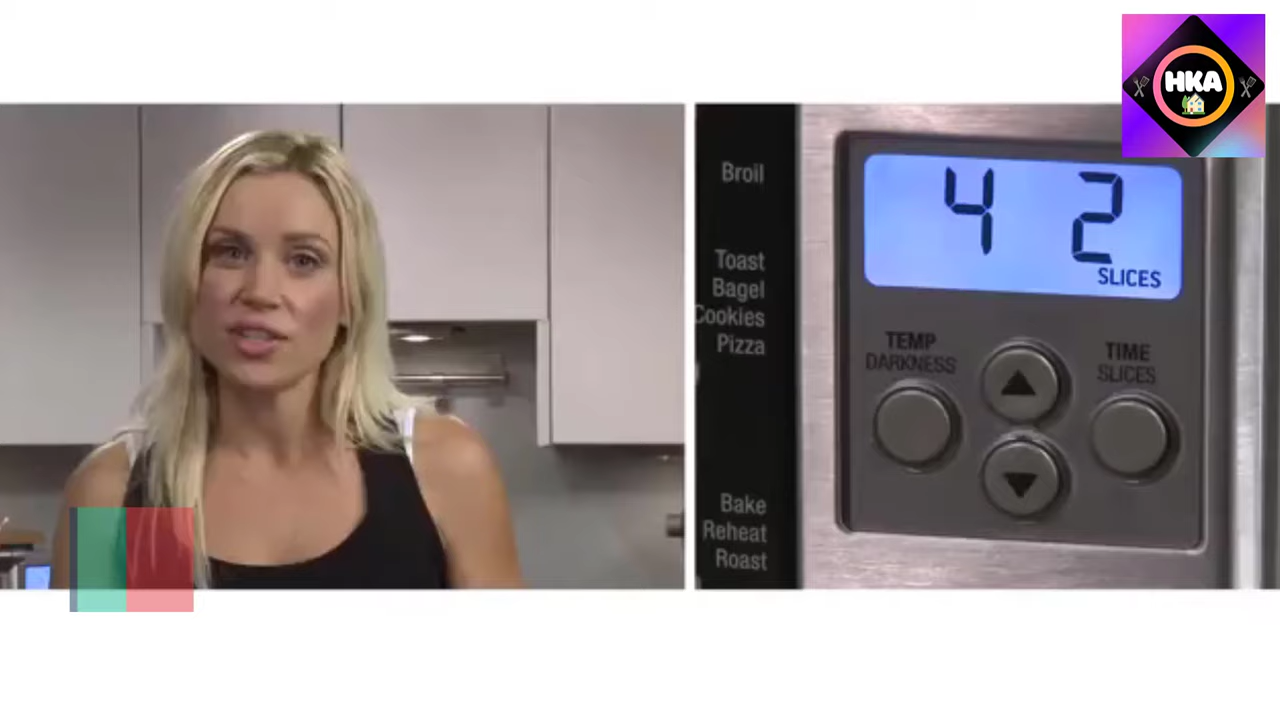 HKA
Broil
Toast
Bagel
Cookies
Pizza
Bake
Reheat
Roast
4 2
SLICES
TEMP
DARKNESS
TIME
SLICES